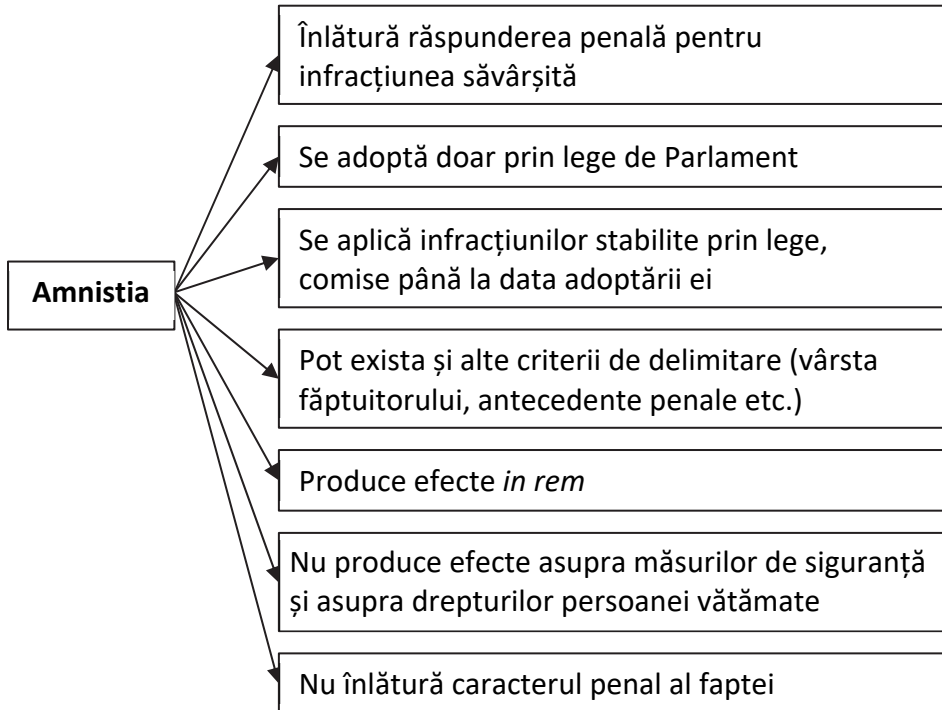 Înlătură răspunderea penală pentru
infracțiunea săvârșită
Se adoptă doar prin lege de Parlament
Se aplică infracțiunilor stabilite prin lege,
comise până la data adoptării ei
Amnistia
Pot exista și alte criterii de delimitare (vârsta
făptuitorului, antecedente penale etc.)
Produce efecte in rem
Nu produce efecte asupra măsurilor de siguranță
și asupra drepturilor persoanei vătămate
Nu înlătură caracterul penal al faptei